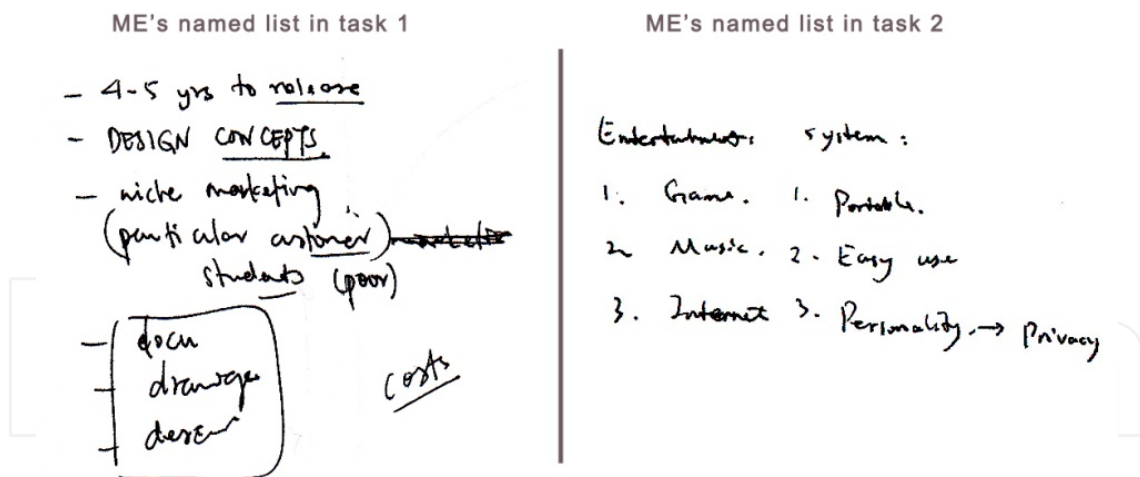 ME's named list in task 1
- 4-5 yrs to release
- DESIGN CONCEPTS.
- niche marketing
(particular customer)
students (poor)
- docu
- drawings
-
costs
ME's named list in task 2
Entertainment system :
1. Game. 1. Portable.
2 Music. 2. Easy use
3. Internet 3. Personality. → Privacy